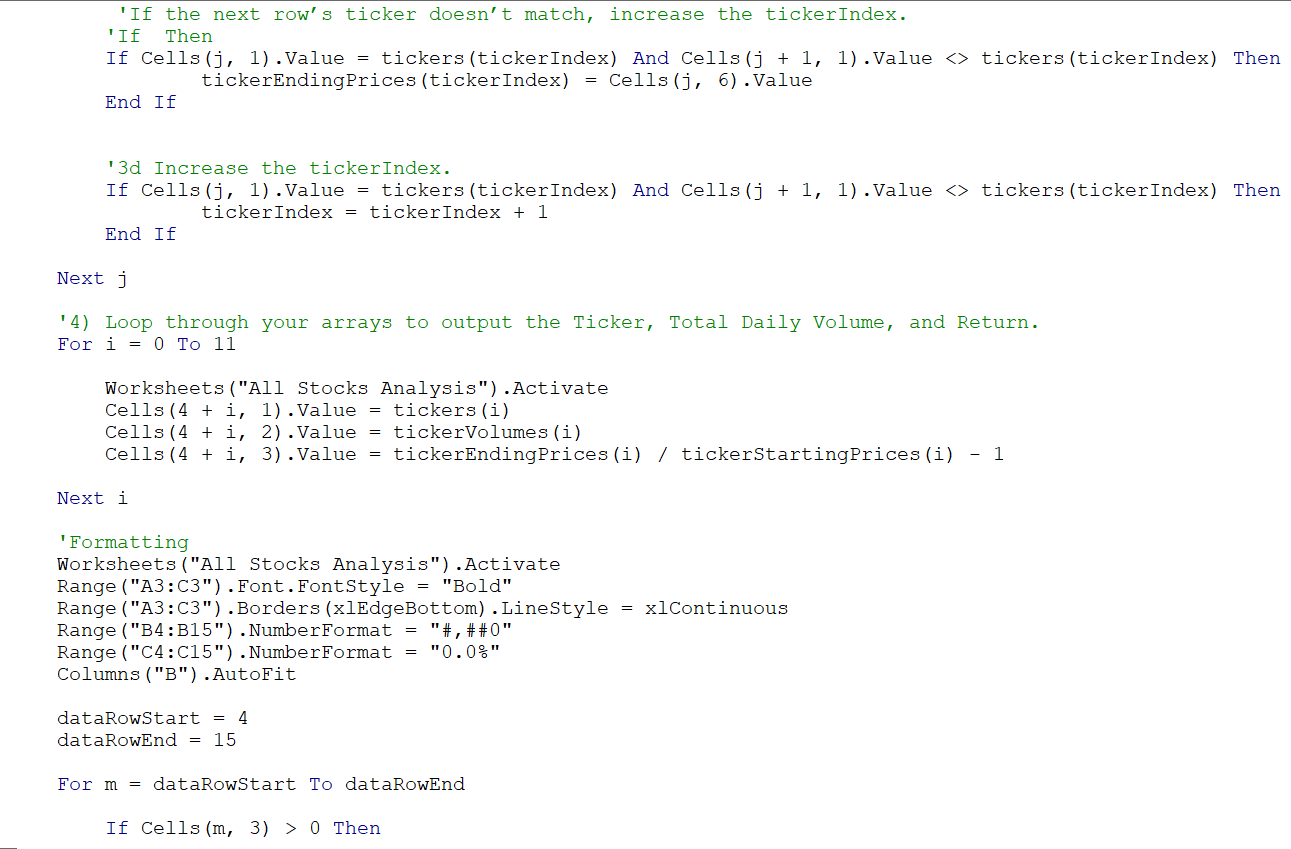 'If the next row’s ticker doesn’t match, increase the tickerIndex.
'If  Then
If Cells(j, 1).Value = tickers(tickerIndex) And Cells(j + 1, 1).Value <> tickers(tickerIndex) Then
tickerEndingPrices(tickerIndex) = Cells(j, 6).Value
End If
'3d Increase the tickerIndex.
If Cells(j, 1).Value = tickers(tickerIndex) And Cells(j + 1, 1).Value <> tickers(tickerIndex) Then
tickerIndex = tickerIndex + 1
End If
Next j
'4) Loop through your arrays to output the Ticker, Total Daily Volume, and Return.
For i = 0 To 11
Worksheets("All Stocks Analysis").Activate
Cells(4 + i, 1).Value = tickers(i)
Cells(4 + i, 2).Value = tickerVolumes(i)
Cells(4 + i, 3).Value = tickerEndingPrices(i) / tickerStartingPrices(i) - 1
Next i
'Formatting
Worksheets("All Stocks Analysis").Activate
Range("A3:C3").Font.FontStyle = "Bold"
Range("A3:C3").Borders(xlEdgeBottom).LineStyle = xlContinuous
Range("B4:B15").NumberFormat = "#,##0"
Range("C4:C15").NumberFormat = "0.0%"
Columns("B").AutoFit
dataRowStart = 4
dataRowEnd = 15
For m = dataRowStart To dataRowEnd
If Cells(m, 3) > 0 Then